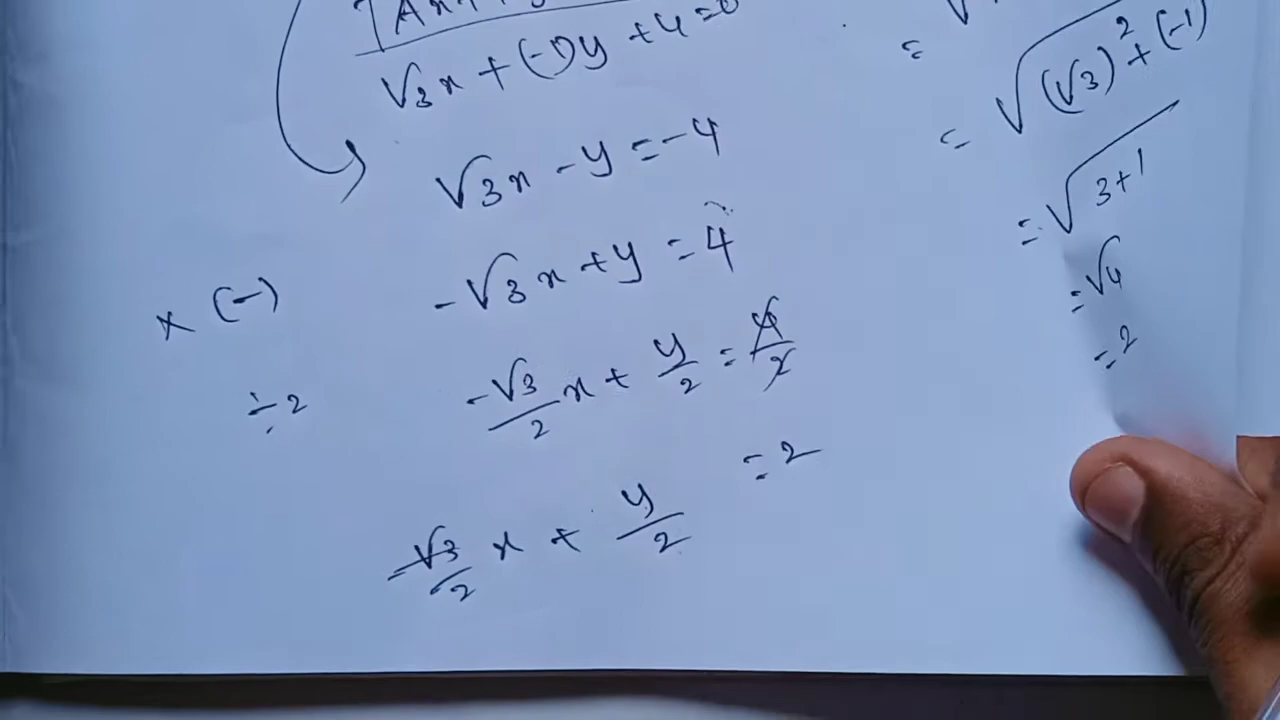 √3x + (-1)y + 4 = 0
√3x - y = -4
× (-) -√3x + y = 4
÷ 2 -√3/2 x + y/2 = 4/2
= 2
-√3/2 x + y/2
= √(√3)² + (-1)
= √3+1
= √4
= 2